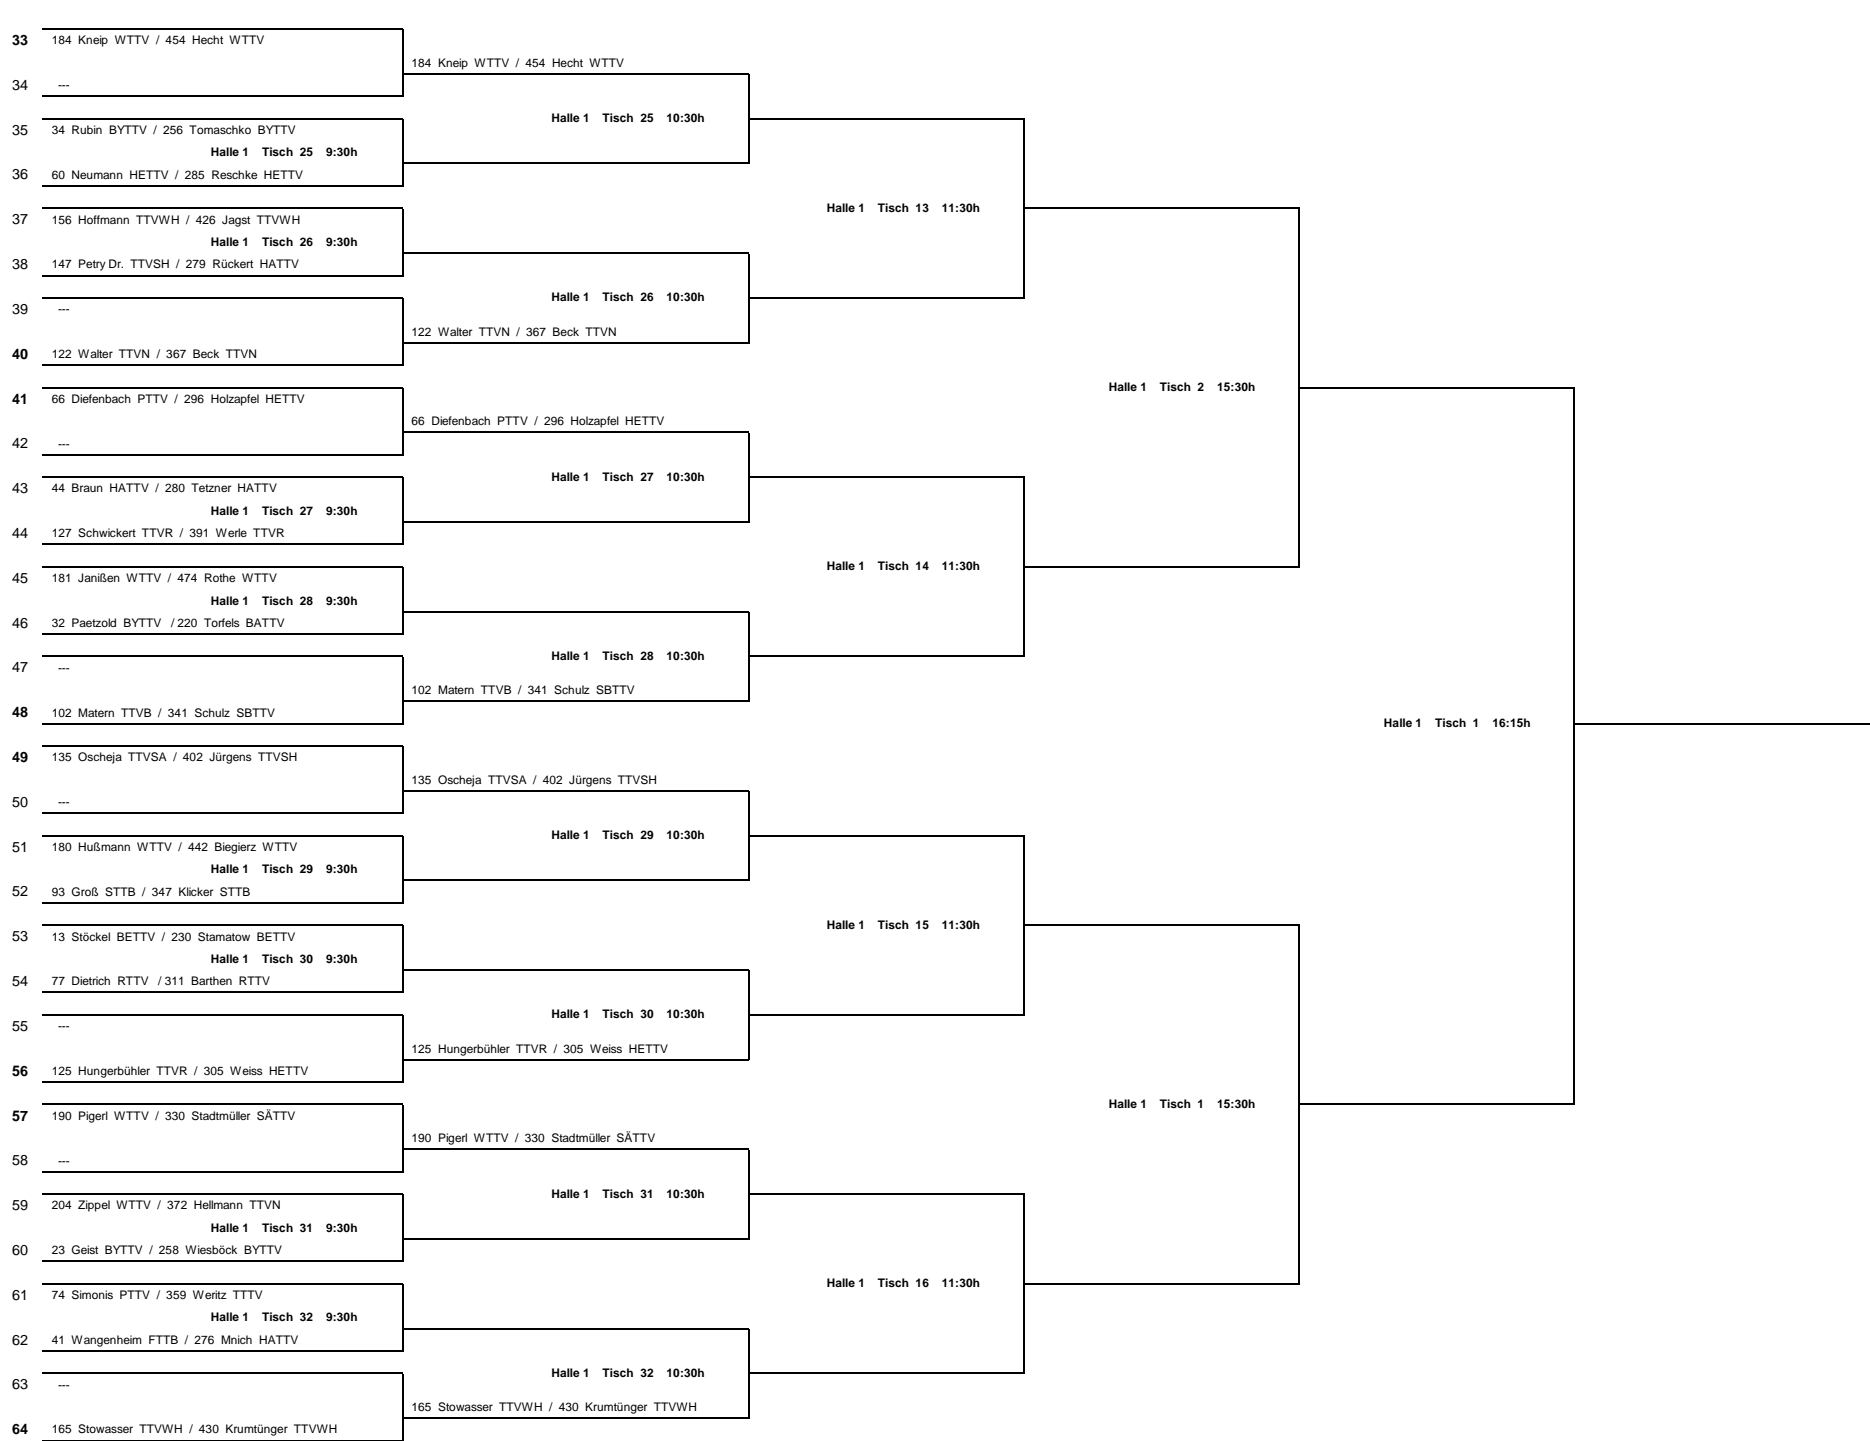 33 184 Kneip WTTV / 454 Hecht WTTV
184 Kneip WTTV / 454 Hecht WTTV
34 ---
Halle 1 Tisch 25 10:30h
35 34 Rubin BYTTV / 256 Tomaschko BYTTV
Halle 1 Tisch 25 9:30h
36 60 Neumann HETTV / 285 Reschke HETTV
Halle 1 Tisch 13 11:30h
37 156 Hoffmann TTVWH / 426 Jagst TTVWH
Halle 1 Tisch 26 9:30h
38 147 Petry Dr. TTVSH / 279 Rückert HATTV
Halle 1 Tisch 26 10:30h
39 ---
122 Walter TTVN / 367 Beck TTVN
40 122 Walter TTVN / 367 Beck TTVN
Halle 1 Tisch 2 15:30h
41 66 Diefenbach PTTV / 296 Holzapfel HETTV
66 Diefenbach PTTV / 296 Holzapfel HETTV
42 ---
Halle 1 Tisch 27 10:30h
43 44 Braun HATTV / 280 Tetzner HATTV
Halle 1 Tisch 27 9:30h
44 127 Schwickert TTVR / 391 Werle TTVR
Halle 1 Tisch 14 11:30h
45 181 Janißen WTTV / 474 Rothe WTTV
Halle 1 Tisch 28 9:30h
46 32 Paetzold BYTTV / 220 Torfels BATTV
Halle 1 Tisch 28 10:30h
47 ---
102 Matern TTVB / 341 Schulz SBTTV
48 102 Matern TTVB / 341 Schulz SBTTV
Halle 1 Tisch 1 16:15h
49 135 Oscheja TTVSA / 402 Jürgens TTVSH
135 Oscheja TTVSA / 402 Jürgens TTVSH
50 ---
Halle 1 Tisch 29 10:30h
51 180 Hußmann WTTV / 442 Biegierz WTTV
Halle 1 Tisch 29 9:30h
52 93 Groß STTB / 347 Klicker STTB
Halle 1 Tisch 15 11:30h
53 13 Stöckel BETTV / 230 Stamatow BETTV
Halle 1 Tisch 30 9:30h
54 77 Dietrich RTTV / 311 Barthen RTTV
Halle 1 Tisch 30 10:30h
55 ---
125 Hungerbühler TTVR / 305 Weiss HETTV
56 125 Hungerbühler TTVR / 305 Weiss HETTV
Halle 1 Tisch 1 15:30h
57 190 Pigerl WTTV / 330 Stadtmüller SÄTTV
190 Pigerl WTTV / 330 Stadtmüller SÄTTV
58 ---
Halle 1 Tisch 31 10:30h
59 204 Zippel WTTV / 372 Hellmann TTVN
Halle 1 Tisch 31 9:30h
60 23 Geist BYTTV / 258 Wiesböck BYTTV
Halle 1 Tisch 16 11:30h
61 74 Simonis PTTV / 359 Weritz TTTV
Halle 1 Tisch 32 9:30h
62 41 Wangenheim FTTB / 276 Mnich HATTV
Halle 1 Tisch 32 10:30h
63 ---
165 Stowasser TTVWH / 430 Krumtünger TTVWH
64 165 Stowasser TTVWH / 430 Krumtünger TTVWH